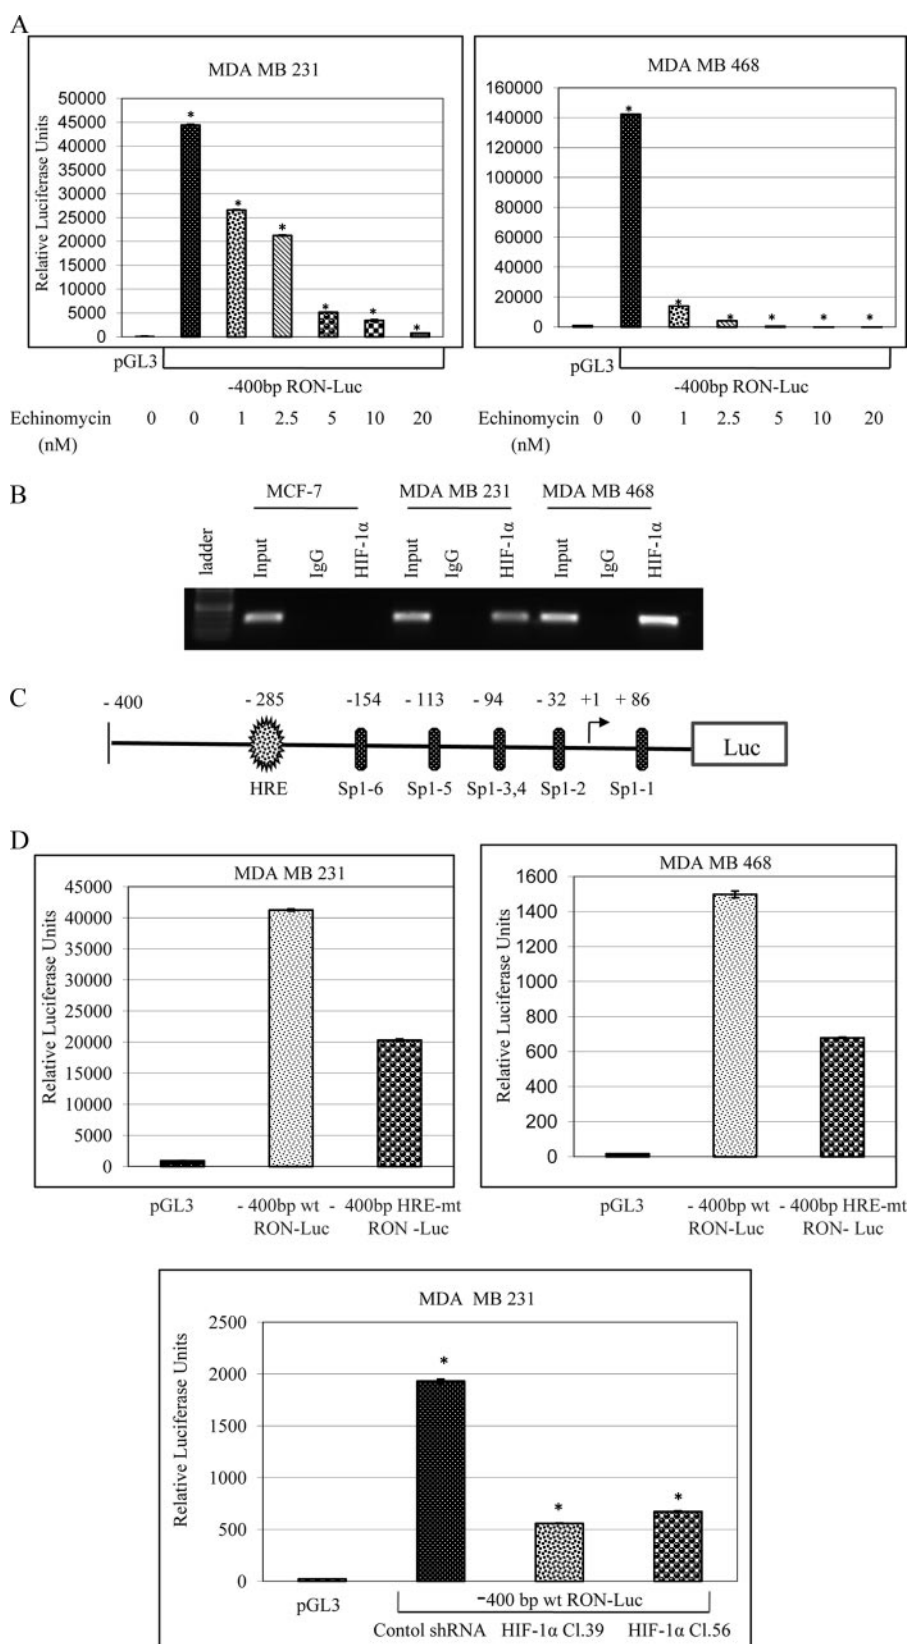 A
MDA MB 231
Relative Luciferase Units
50000
45000
40000
35000
30000
25000
20000
15000
10000
5000
0
* * * * * *
pGL3
-400bp RON-Luc
MDA MB 468
160000
140000
120000
100000
80000
60000
40000
20000
0
* * * * * *
pGL3
-400bp RON-Luc
Echinomycin 0 0 1 2.5 5 10 20 0 0 1 2.5 5 10 20
(nM) (nM)
B
MCF-7 MDA MB 231 MDA MB 468
ladder Input IgG HIF-1α Input IgG HIF-1α Input IgG HIF-1α
C
- 400 - 285 -154 - 113 - 94 - 32 +1 + 86
Luc
HRE Sp1-6 Sp1-5 Sp1-3,4 Sp1-2 Sp1-1
D
MDA MB 231
Relative Luciferase Units
45000
40000
35000
30000
25000
20000
15000
10000
5000
0
pGL3 - 400bp wt - 400bp HRE-mt
RON-Luc RON -Luc
MDA MB 468
Relative Luciferase Units
1600
1400
1200
1000
800
600
400
200
0
pGL3 - 400bp wt - 400bp HRE-mt
RON-Luc RON- Luc
MDA MB 231
Relative Luciferase Units
2500
2000
1500
1000
500
0
* * *
pGL3 -400 bp wt RON-Luc
Contol shRNA HIF-1α Cl.39 HIF-1α Cl.56